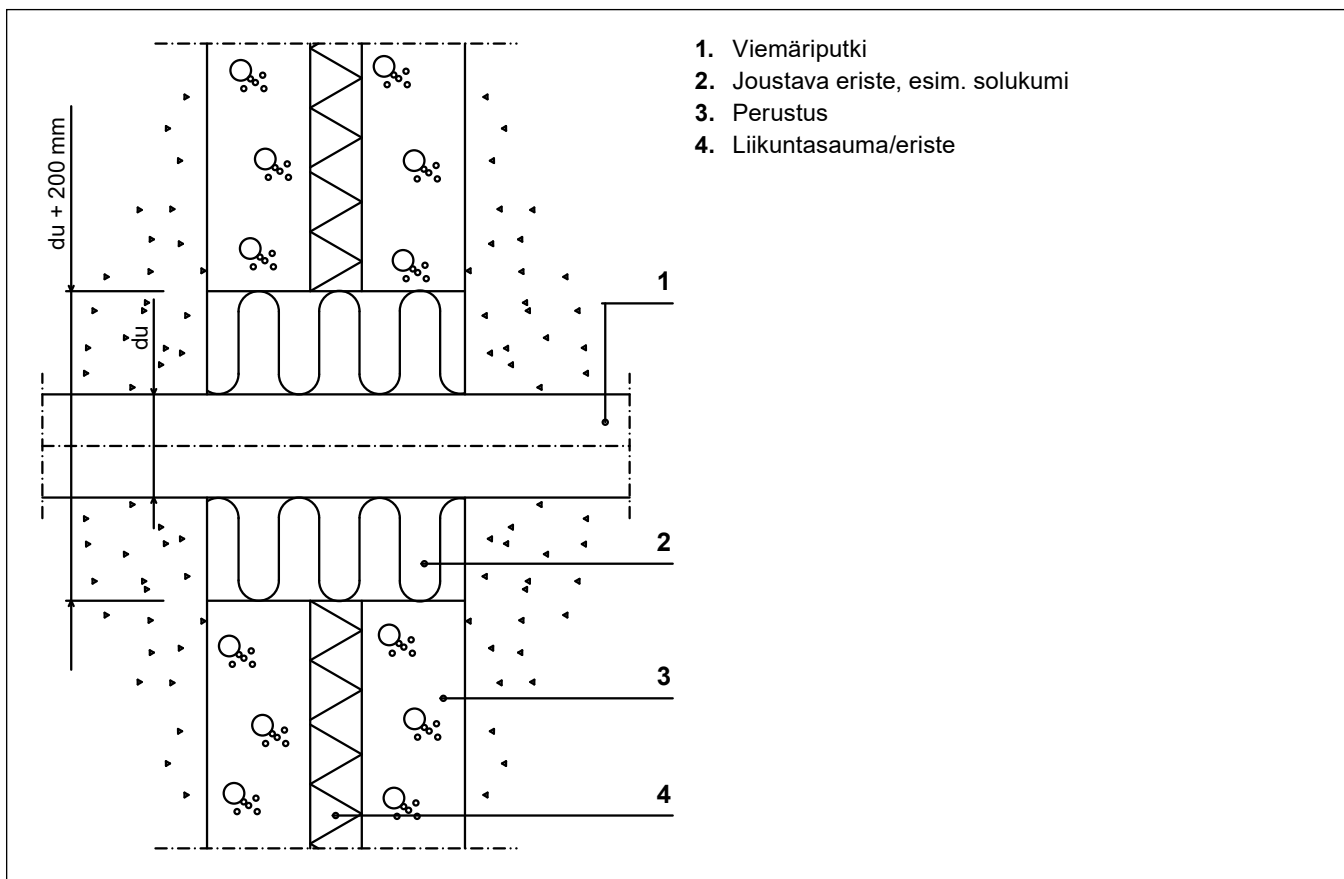 1. Viemäriputki
2. Joustava eriste, esim. solukumi
3. Perustus
4. Liikuntasauma/eriste
du + 200 mm
du
1
2
3
4